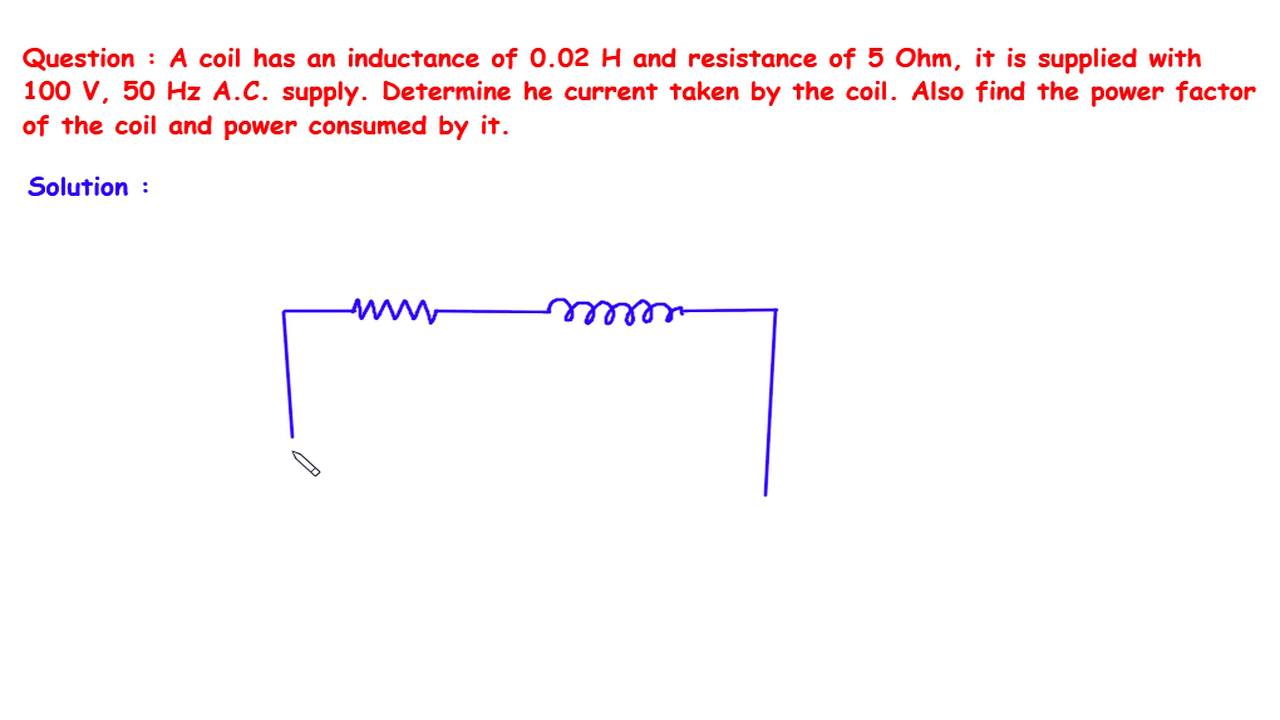 Question : A coil has an inductance of 0.02 H and resistance of 5 Ohm, it is supplied with
100 V, 50 Hz A.C. supply. Determine he current taken by the coil. Also find the power factor
of the coil and power consumed by it.
Solution :